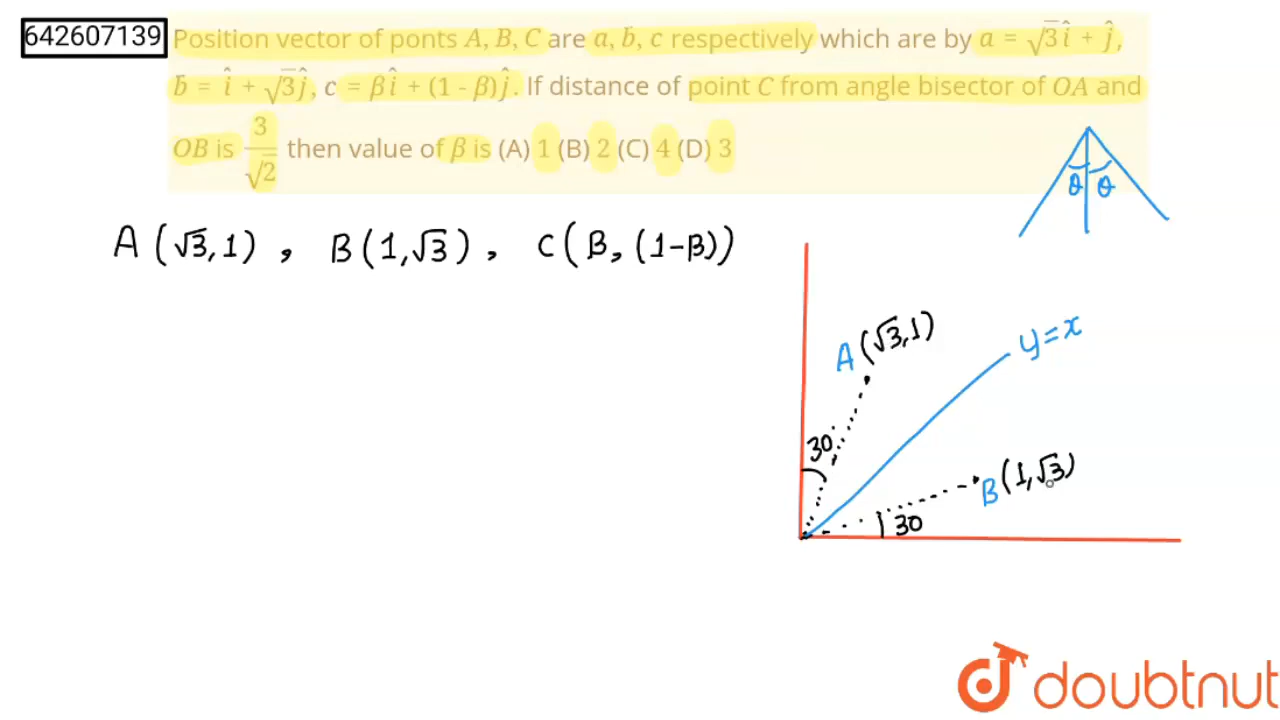 642607139 Position vector of ponts A, B, C are a, b̄, c respectively which are by a = √3î + ĵ,
b̄ = î + √3ĵ, c = βî + (1 - β)ĵ. If distance of point C from angle bisector of OA and
OB is 3/√2 then value of β is (A) 1 (B) 2 (C) 4 (D) 3
θ θ
A (√3, 1) , B (1, √3) , C (β, (1-β))
A (√3, 1)
y=x
30
B (1, √3)
30
doubtnut